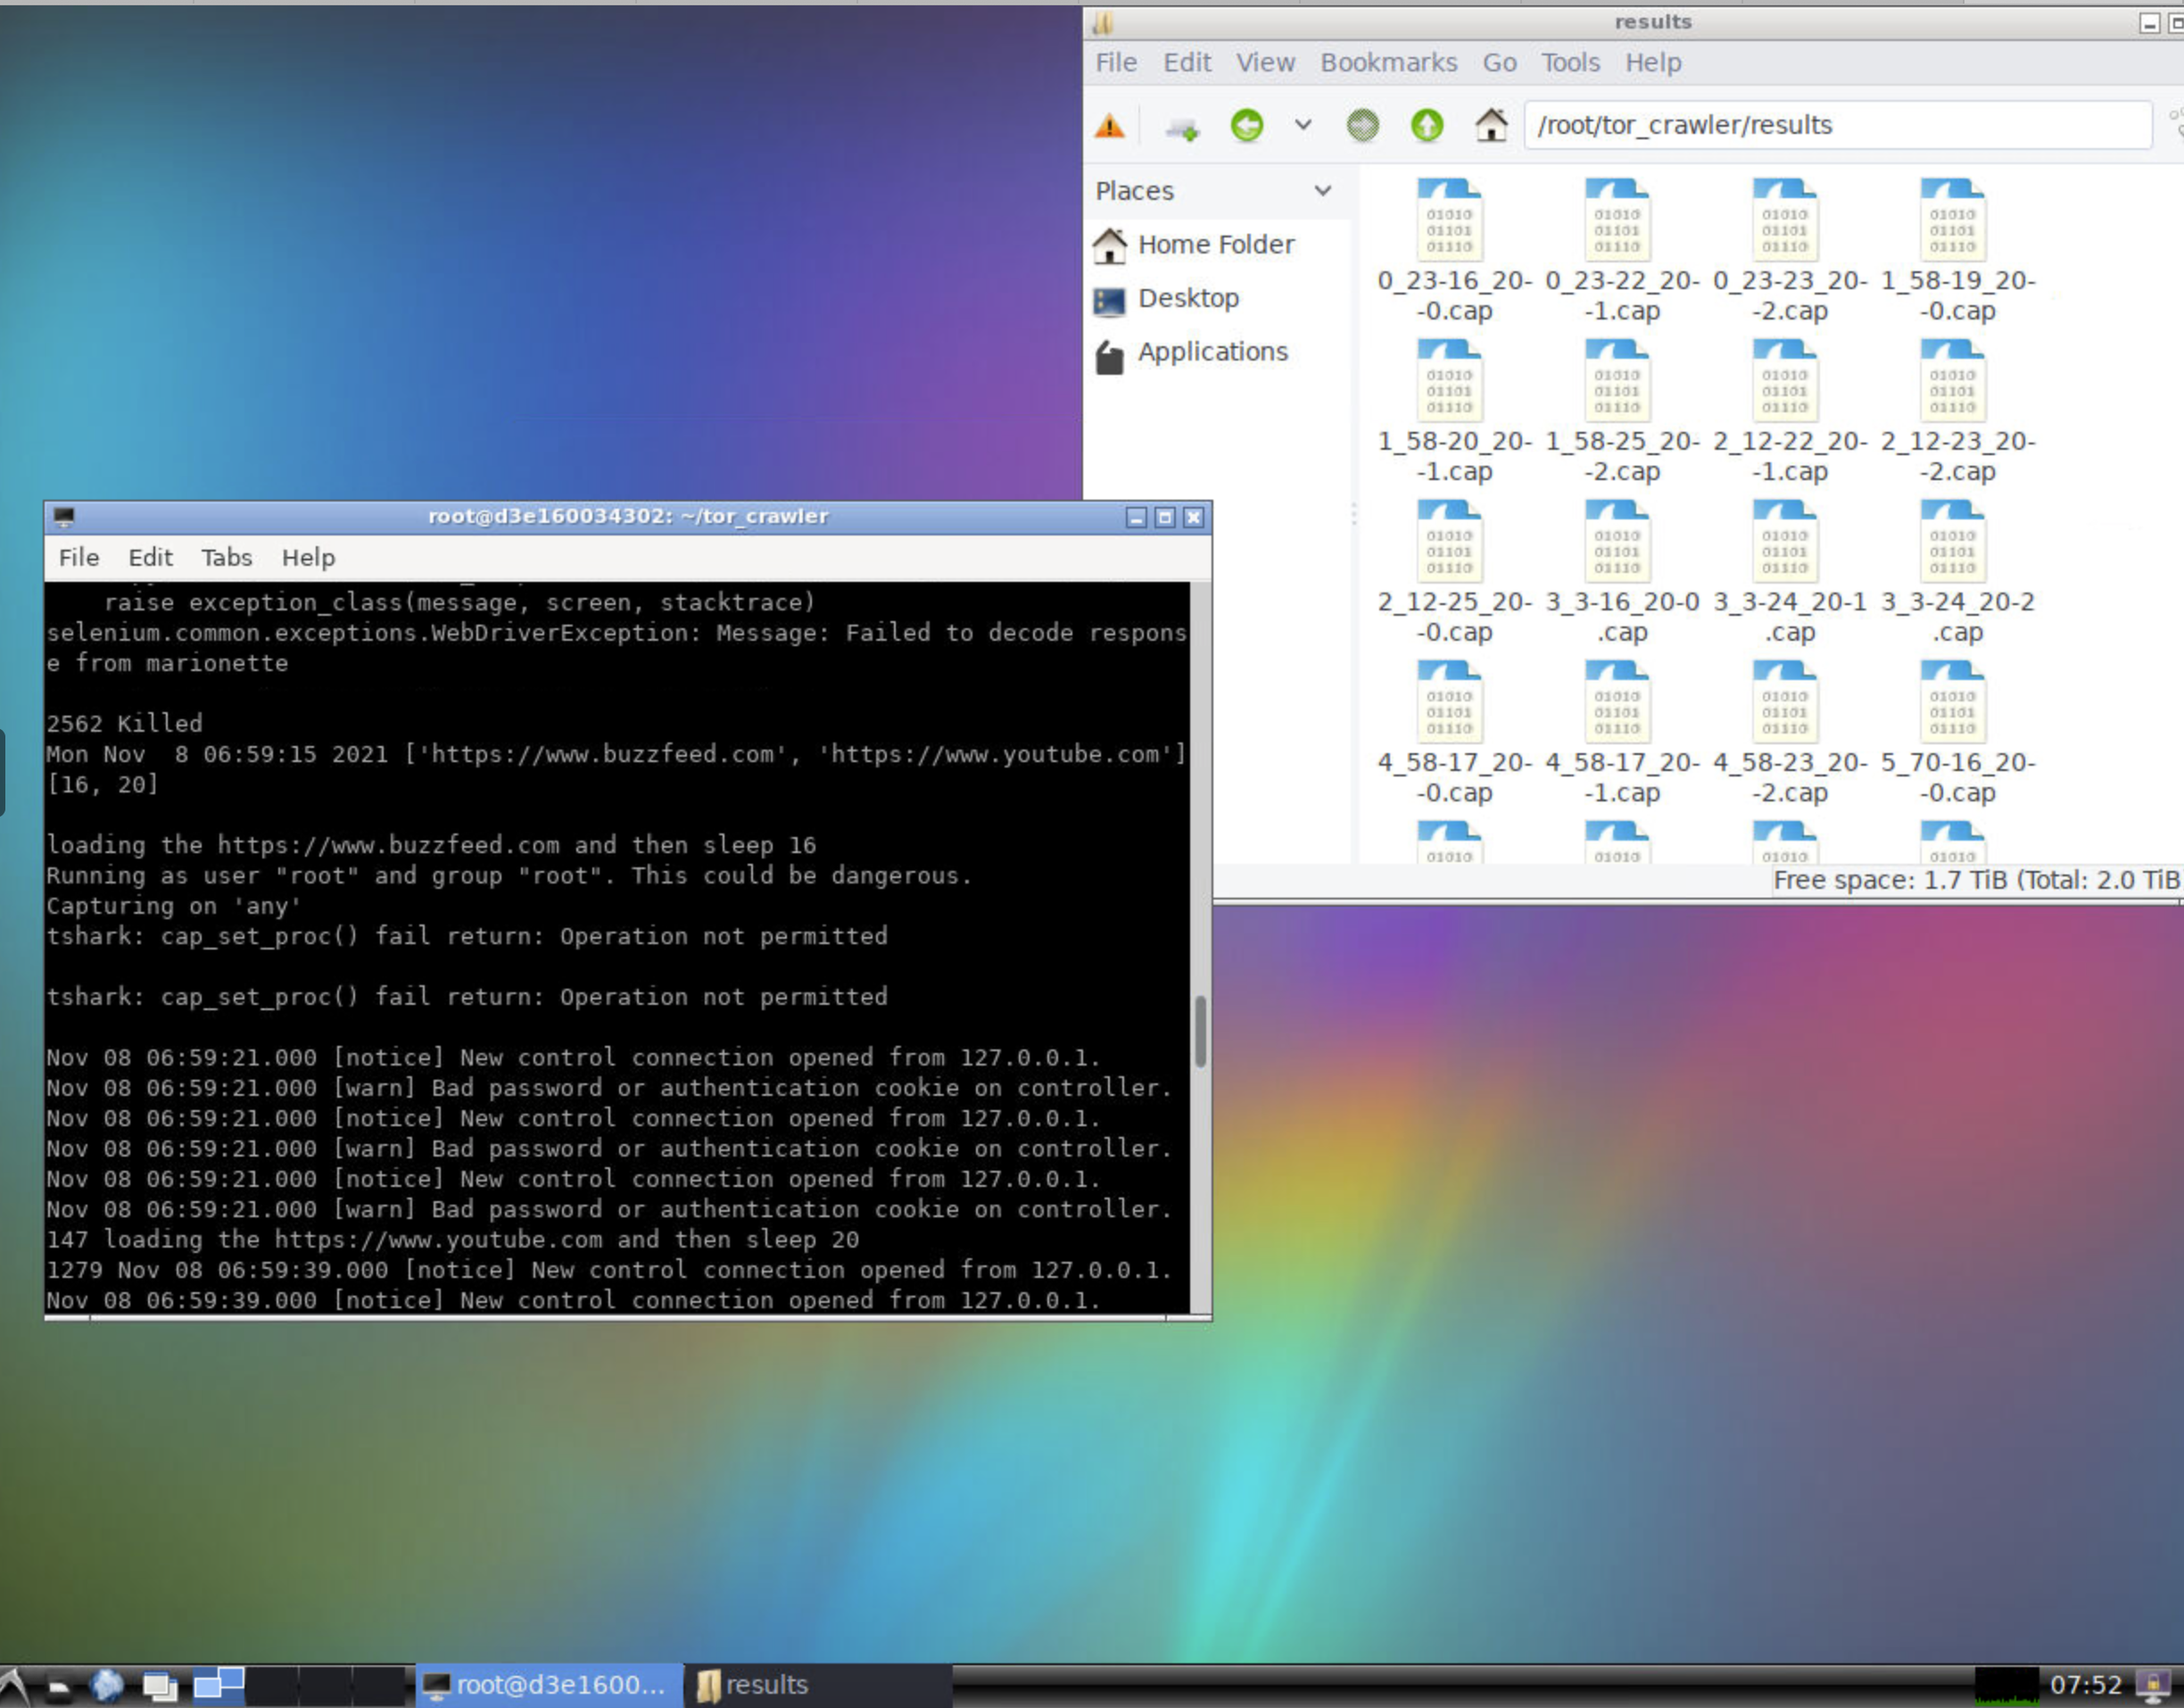 results
File Edit View Bookmarks Go Tools Help
/root/tor_crawler/results
Places
Home Folder
Desktop
Applications
0_23-16_20- 0_23-22_20- 0_23-23_20- 1_58-19_20-
-0.cap -1.cap -2.cap -0.cap
1_58-20_20- 1_58-25_20- 2_12-22_20- 2_12-23_20-
-1.cap -2.cap -1.cap -2.cap
2_12-25_20- 3_3-16_20-0 3_3-24_20-1 3_3-24_20-2
-0.cap .cap .cap .cap
4_58-17_20- 4_58-17_20- 4_58-23_20- 5_70-16_20-
-0.cap -1.cap -2.cap -0.cap
Free space: 1.7 TiB (Total: 2.0 TiB
root@d3e160034302: ~/tor_crawler
File Edit Tabs Help
raise exception_class(message, screen, stacktrace)
selenium.common.exceptions.WebDriverException: Message: Failed to decode respons
e from marionette
2562 Killed
Mon Nov  8 06:59:15 2021 ['https://www.buzzfeed.com', 'https://www.youtube.com']
[16, 20]
loading the https://www.buzzfeed.com and then sleep 16
Running as user "root" and group "root". This could be dangerous.
Capturing on 'any'
tshark: cap_set_proc() fail return: Operation not permitted
tshark: cap_set_proc() fail return: Operation not permitted
Nov 08 06:59:21.000 [notice] New control connection opened from 127.0.0.1.
Nov 08 06:59:21.000 [warn] Bad password or authentication cookie on controller.
Nov 08 06:59:21.000 [notice] New control connection opened from 127.0.0.1.
Nov 08 06:59:21.000 [warn] Bad password or authentication cookie on controller.
Nov 08 06:59:21.000 [notice] New control connection opened from 127.0.0.1.
Nov 08 06:59:21.000 [warn] Bad password or authentication cookie on controller.
147 loading the https://www.youtube.com and then sleep 20
1279 Nov 08 06:59:39.000 [notice] New control connection opened from 127.0.0.1.
Nov 08 06:59:39.000 [notice] New control connection opened from 127.0.0.1.
root@d3e1600... results 07:52